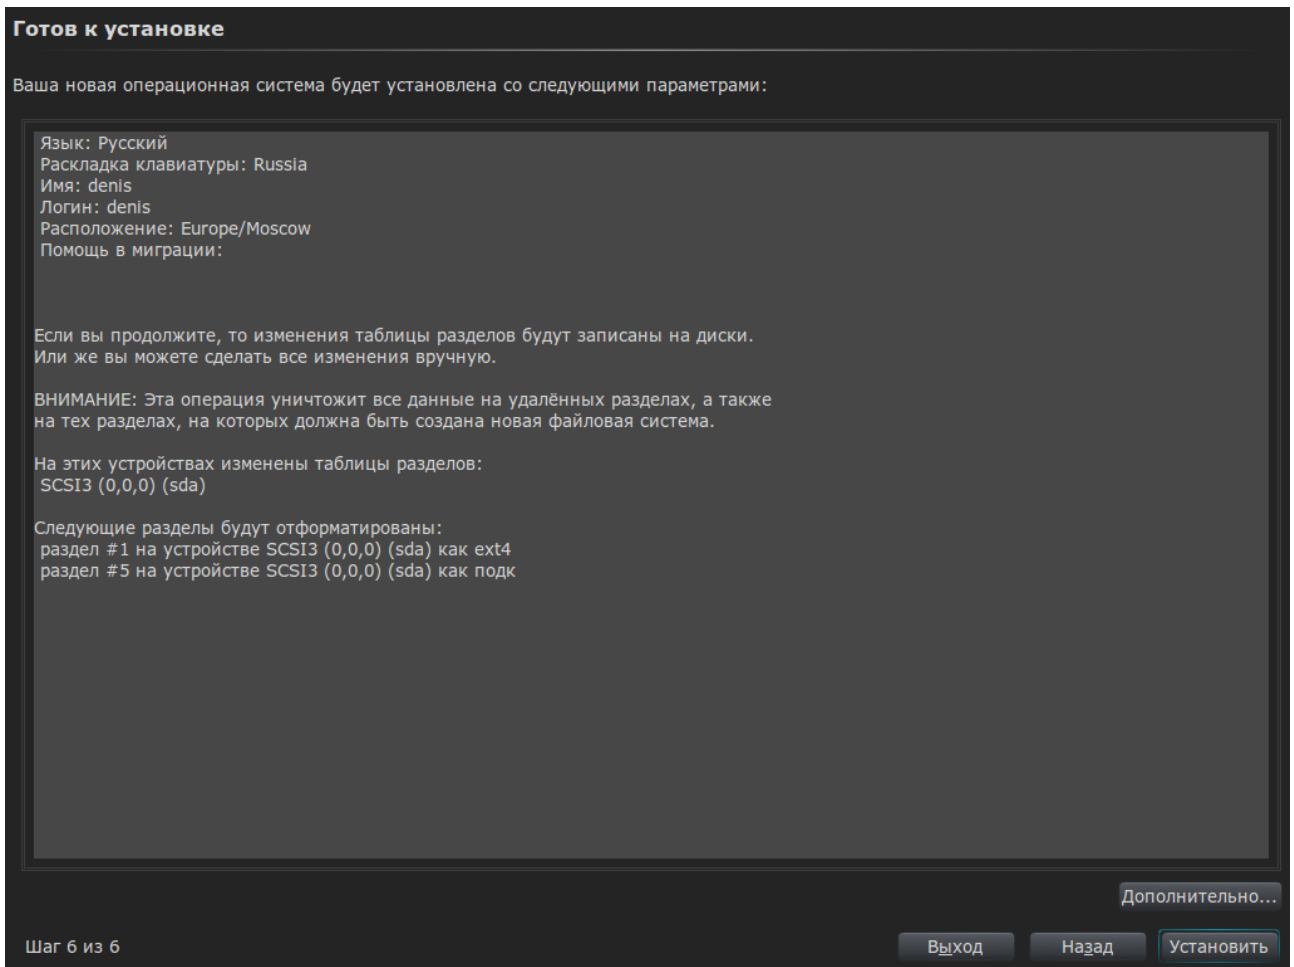 Готов к установке
Ваша новая операционная система будет установлена со следующими параметрами:
Язык: Русский
Раскладка клавиатуры: Russia
Имя: denis
Логин: denis
Расположение: Europe/Moscow
Помощь в миграции:
Если вы продолжите, то изменения таблицы разделов будут записаны на диски.
Или же вы можете сделать все изменения вручную.
ВНИМАНИЕ: Эта операция уничтожит все данные на удалённых разделах, а также
на тех разделах, на которых должна быть создана новая файловая система.
На этих устройствах изменены таблицы разделов:
SCSI3 (0,0,0) (sda)
Следующие разделы будут отформатированы:
раздел #1 на устройстве SCSI3 (0,0,0) (sda) как ext4
раздел #5 на устройстве SCSI3 (0,0,0) (sda) как подк
Дополнительно...
Шаг 6 из 6
Выход
Назад
Установить